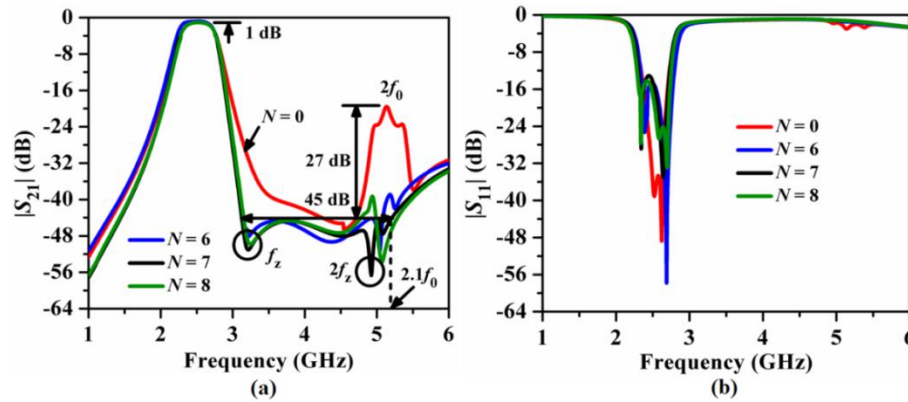 0
-8
-16
-24
-32
-40
-48
-56
-64
|S21| (dB)
1 dB
2f0
N = 0
27 dB
45 dB
N = 6
N = 7
N = 8
fz
2fz
2.1f0
1 2 3 4 5 6
Frequency (GHz)
(a)
0
-8
-16
-24
-32
-40
-48
-56
-64
|S11| (dB)
N = 0
N = 6
N = 7
N = 8
1 2 3 4 5 6
Frequency (GHz)
(b)